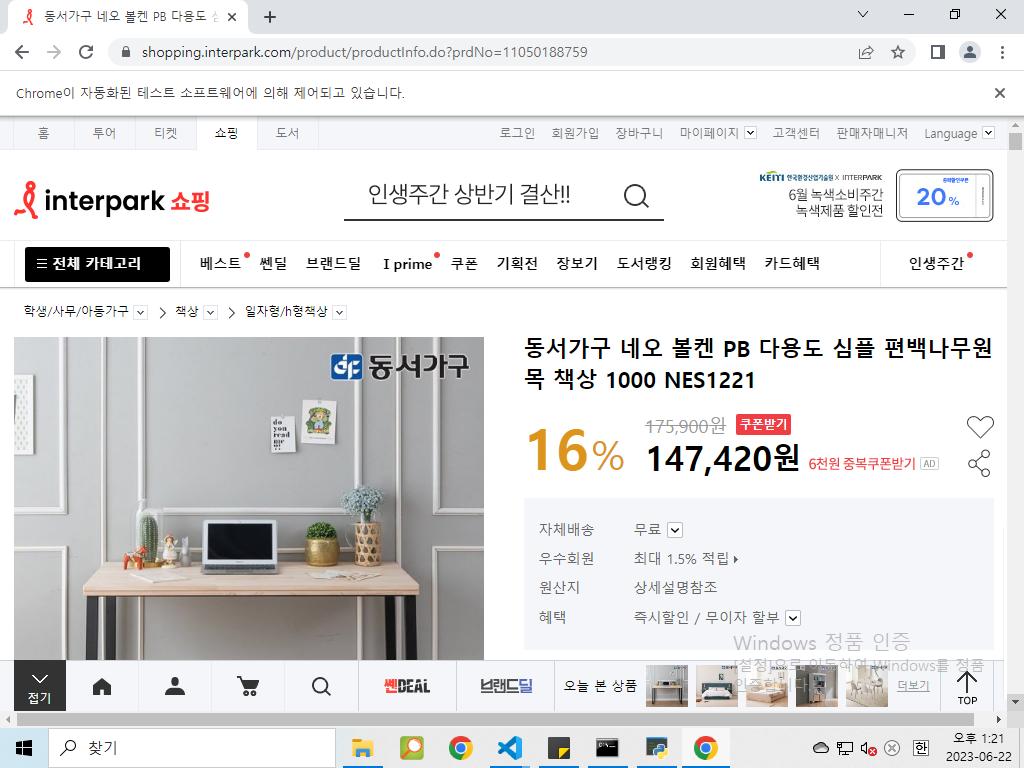 동서가구 네오 볼켄 PB 다용도 심
shopping.interpark.com/product/productInfo.do?prdNo=11050188759
Chrome이 자동화된 테스트 소프트웨어에 의해 제어되고 있습니다.
홈 투어 티켓 쇼핑 도서 로그인 회원가입 장바구니 마이페이지 고객센터 판매자매니저 Language
interpark 쇼핑
인생주간 상반기 결산!!
KEITI 한국환경산업기술원 X INTERPARK
6월 녹색소비주간
녹색제품 할인전
20%
전체 카테고리 베스트 쎈딜 브랜드딜 I prime 쿠폰 기획전 장보기 도서랭킹 회원혜택 카드혜택 인생주간
학생/사무/아동가구 책상 일자형/h형책상
동서가구
do
you
read
me
동서가구 네오 볼켄 PB 다용도 심플 편백나무원
목 책상 1000 NES1221
16%
175,900원 쿠폰받기
147,420원 6천원 중복쿠폰받기 AD
자체배송 무료
우수회원 최대 1.5% 적립
원산지 상세설명참조
혜택 즉시할인 / 무이자 할부
Windows 정품 인증
[설정]으로 이동하여 Windows를 정품
인증합니다.
접기
쎈DEAL
브랜드딜
오늘 본 상품
더보기
TOP
찾기
오후 1:21
2023-06-22
한